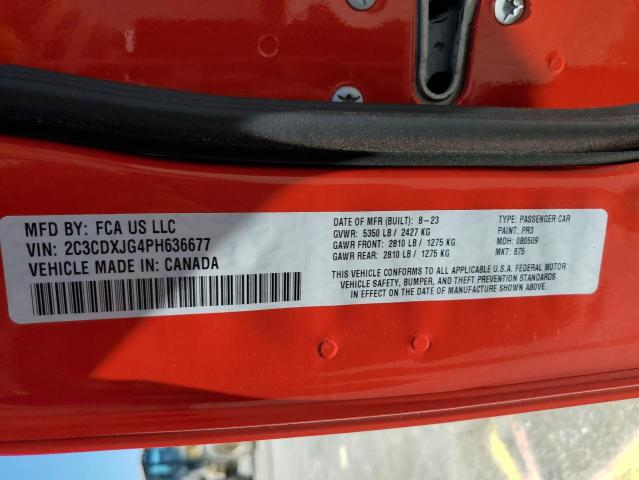 MFD BY: FCA US LLC
VIN: 2C3CDXJG4PH636677
VEHICLE MADE IN: CANADA
DATE OF MFR (BUILT): 8-23
GVWR: 5350 LB / 2427 KG
GAWR FRONT: 2810 LB / 1275 KG
GAWR REAR: 2810 LB / 1275 KG
TYPE: PASSENGER CAR
PAINT: PR3
MDH: 080509
MKT: 875
THIS VEHICLE CONFORMS TO ALL APPLICABLE U.S.A. FEDERAL MOTOR
VEHICLE SAFETY, BUMPER, AND THEFT PREVENTION STANDARDS
IN EFFECT ON THE DATE OF MANUFACTURE SHOWN ABOVE.